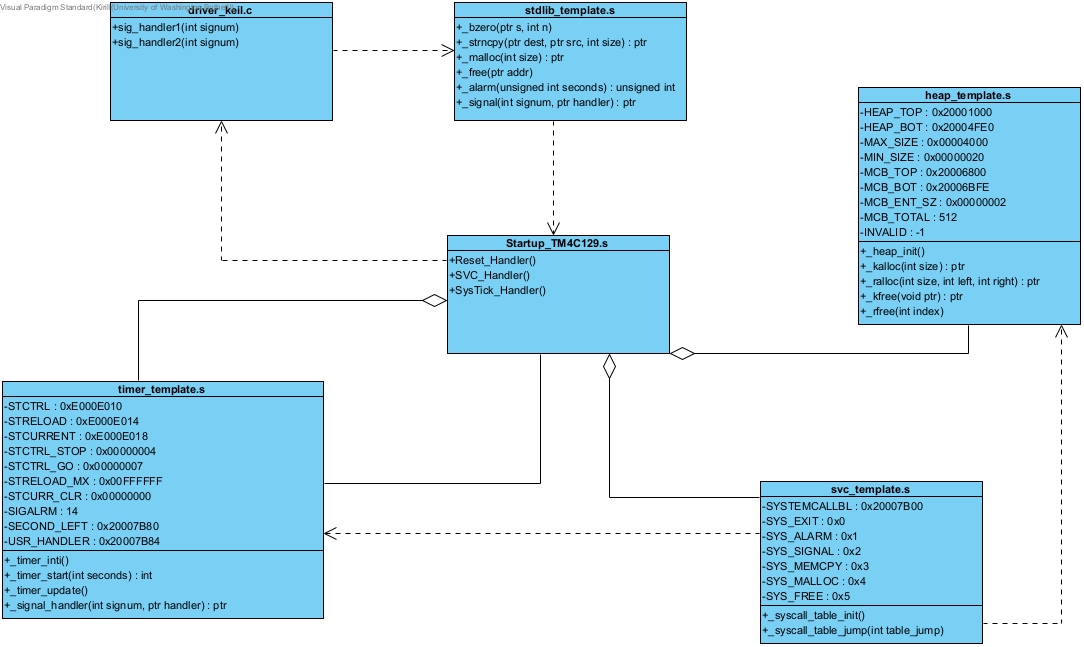 Visual Paradigm Standard(Kirill(University of Washington
driver_keil.c
+sig_handler1(int signum)
+sig_handler2(int signum)
stdlib_template.s
+_bzero(ptr s, int n)
+_strncpy(ptr dest, ptr src, int size) : ptr
+_malloc(int size) : ptr
+_free(ptr addr)
+_alarm(unsigned int seconds) : unsigned int
+_signal(int signum, ptr handler) : ptr
heap_template.s
-HEAP_TOP : 0x20001000
-HEAP_BOT : 0x20004FE0
-MAX_SIZE : 0x00004000
-MIN_SIZE : 0x00000020
-MCB_TOP : 0x20006800
-MCB_BOT : 0x20006BFE
-MCB_ENT_SZ : 0x00000002
-MCB_TOTAL : 512
-INVALID : -1
+_heap_init()
+_kalloc(int size) : ptr
+_ralloc(int size, int left, int right) : ptr
+_kfree(void ptr) : ptr
+_rfree(int index)
Startup_TM4C129.s
+Reset_Handler()
+SVC_Handler()
+SysTick_Handler()
timer_template.s
-STCTRL : 0xE000E010
-STRELOAD : 0xE000E014
-STCURRENT : 0xE000E018
-STCTRL_STOP : 0x00000004
-STCTRL_GO : 0x00000007
-STRELOAD_MX : 0x00FFFFFF
-STCURR_CLR : 0x00000000
-SIGALRM : 14
-SECOND_LEFT : 0x20007B80
-USR_HANDLER : 0x20007B84
+_timer_inti()
+_timer_start(int seconds) : int
+_timer_update()
+_signal_handler(int signum, ptr handler) : ptr
svc_template.s
-SYSTEMCALLBL : 0x20007B00
-SYS_EXIT : 0x0
-SYS_ALARM : 0x1
-SYS_SIGNAL : 0x2
-SYS_MEMCPY : 0x3
-SYS_MALLOC : 0x4
-SYS_FREE : 0x5
+_syscall_table_init()
+_syscall_table_jump(int table_jump)